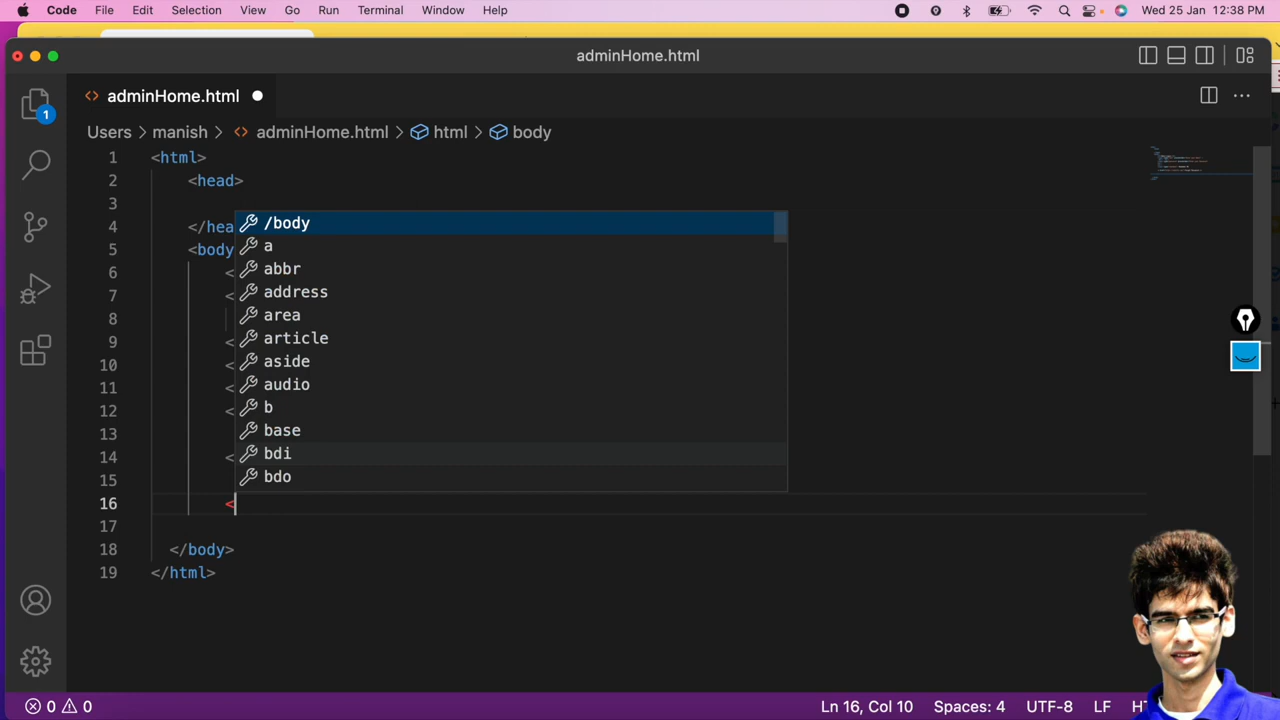 Code File Edit Selection View Go Run Terminal Window Help Wed 25 Jan 12:38 PM
adminHome.html
adminHome.html
1
Users > manish > adminHome.html > html > body
1 <html>
2 <head>
3
4 </hea
5 <body
6 <
7 <
8
9 <
10 <
11 <
12 <
13
14 <
15
16 <
17
18 </body>
19 </html>
/body
a
abbr
address
area
article
aside
audio
b
base
bdi
bdo
0 0 Ln 16, Col 10 Spaces: 4 UTF-8 LF